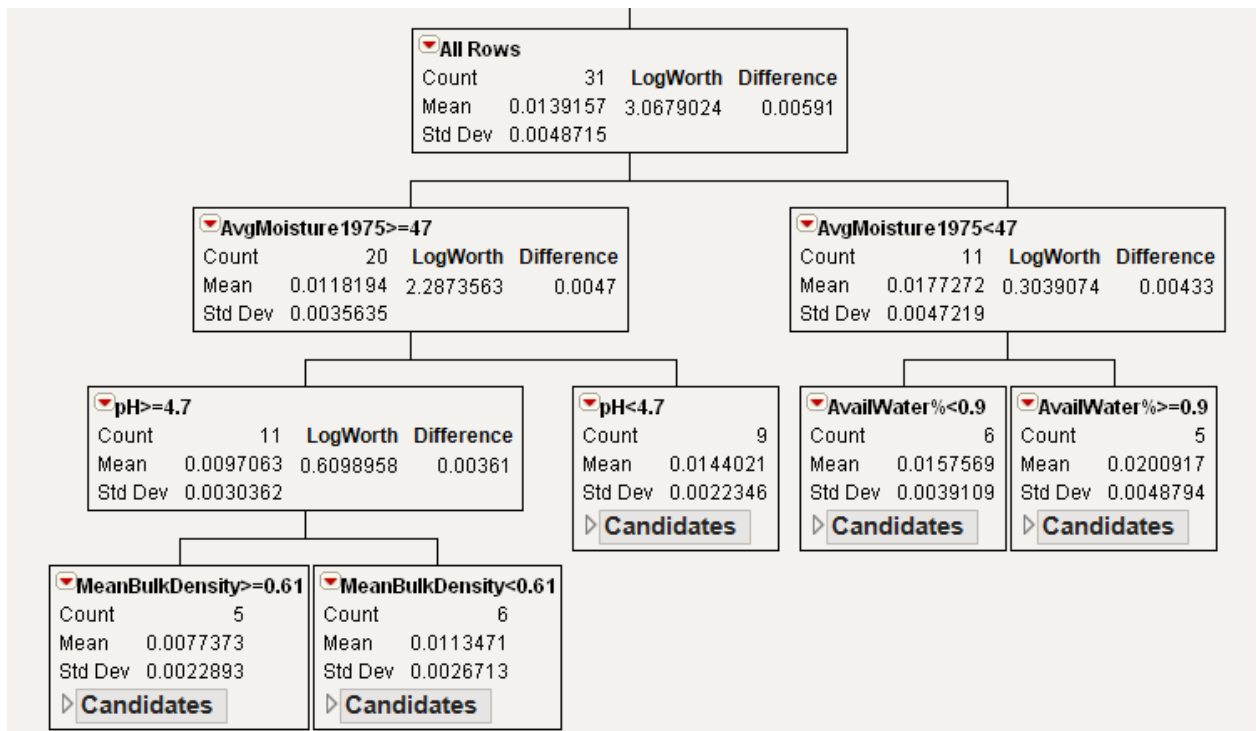 All Rows
Count 31 LogWorth Difference
Mean 0.0139157 3.0679024 0.00591
Std Dev 0.0048715
AvgMoisture1975>=47
Count 20 LogWorth Difference
Mean 0.0118194 2.2873563 0.0047
Std Dev 0.0035635
AvgMoisture1975<47
Count 11 LogWorth Difference
Mean 0.0177272 0.3039074 0.00433
Std Dev 0.0047219
pH>=4.7
Count 11 LogWorth Difference
Mean 0.0097063 0.6098958 0.00361
Std Dev 0.0030362
pH<4.7
Count 9
Mean 0.0144021
Std Dev 0.0022346
Candidates
AvailWater%<0.9
Count 6
Mean 0.0157569
Std Dev 0.0039109
Candidates
AvailWater%>=0.9
Count 5
Mean 0.0200917
Std Dev 0.0048794
Candidates
MeanBulkDensity>=0.61
Count 5
Mean 0.0077373
Std Dev 0.0022893
Candidates
MeanBulkDensity<0.61
Count 6
Mean 0.0113471
Std Dev 0.0026713
Candidates